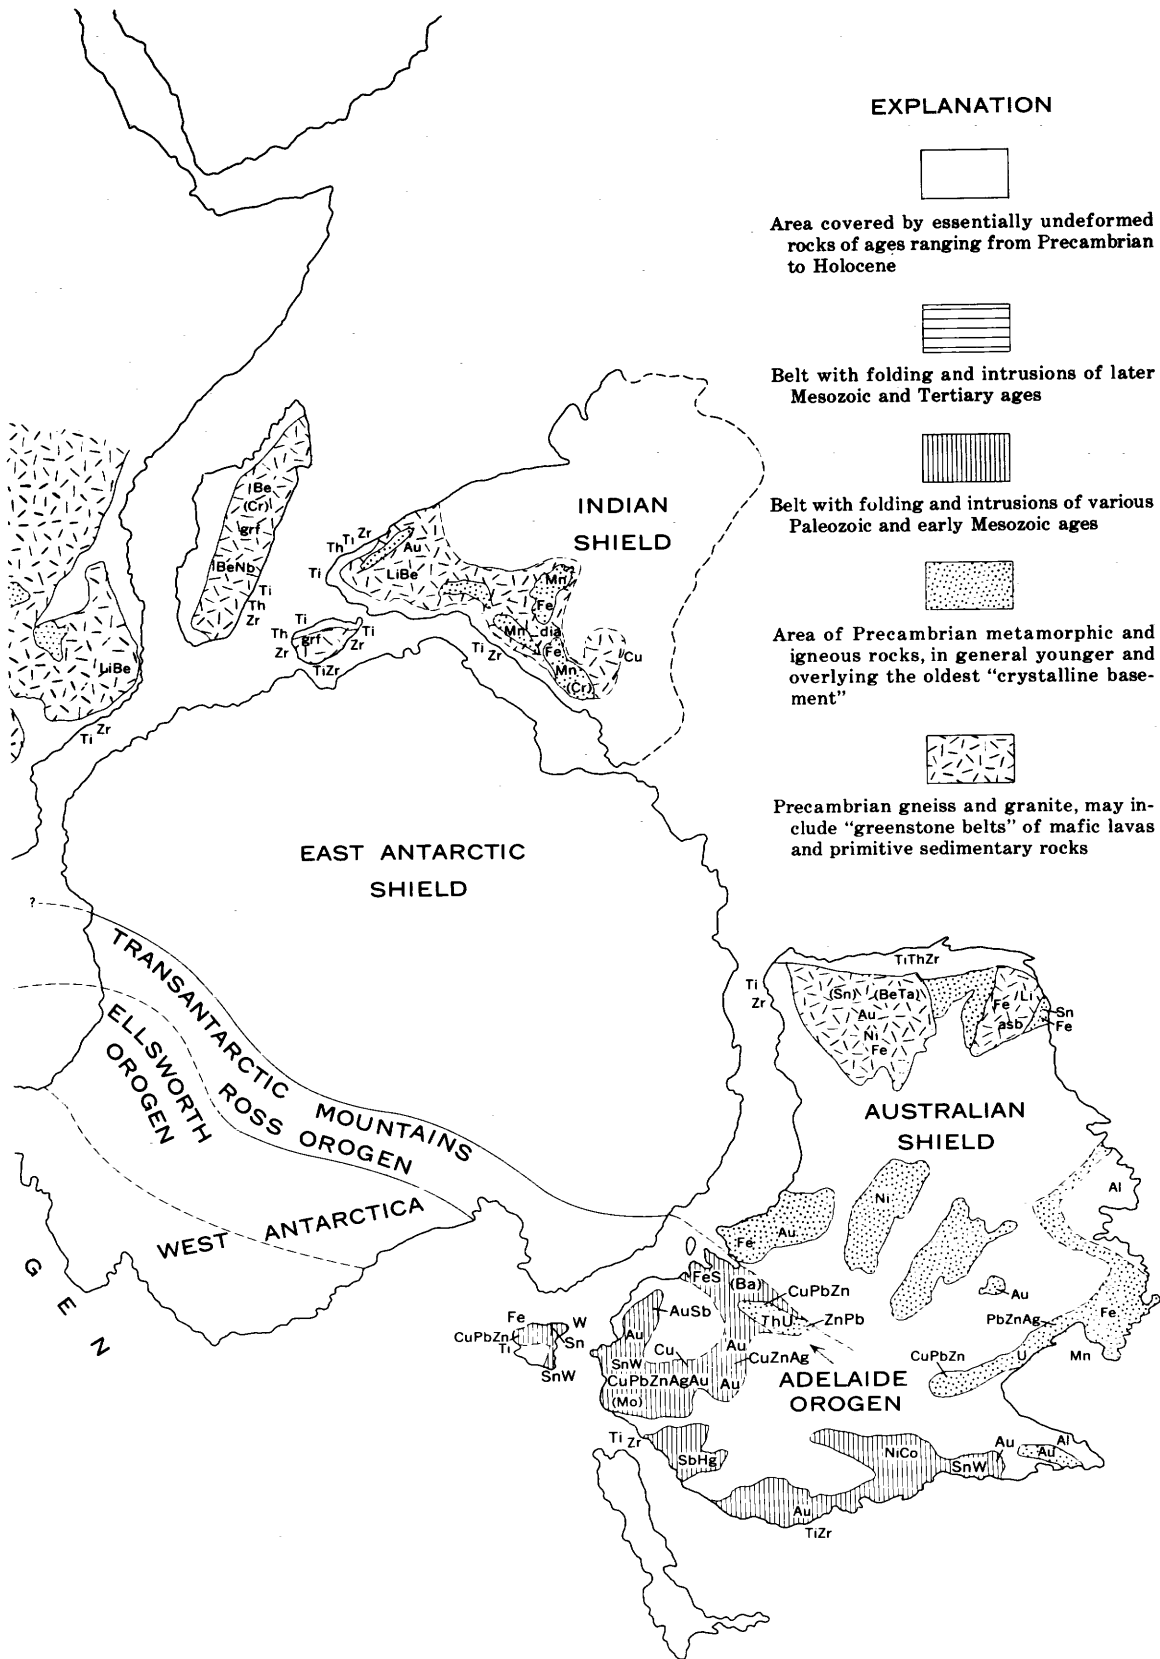 EXPLANATION
Area covered by essentially undeformed
rocks of ages ranging from Precambrian
to Holocene
Belt with folding and intrusions of later
Mesozoic and Tertiary ages
Belt with folding and intrusions of various
Paleozoic and early Mesozoic ages
Area of Precambrian metamorphic and
igneous rocks, in general younger and
overlying the oldest "crystalline base-
ment"
Precambrian gneiss and granite, may in-
clude "greenstone belts" of mafic lavas
and primitive sedimentary rocks
INDIAN
SHIELD
Be
(Cr)
grf
BeNb
Ti
Th
Zr
LiBe
Ti Zr
Th Ti Zr
Ti
Au
LiBe
Mn
Fe
Mn dia
Fe
Mn
(Cr)
Cu
Ti
Zr
Ti
Th
Zr
grf
Ti
Zr
TiZr
EAST ANTARCTIC
SHIELD
?
TRANSANTARCTIC MOUNTAINS
ELLSWORTH
OROGEN
ROSS OROGEN
WEST ANTARCTICA
GEN
TiThZr
Ti
Zr
(Sn) (BeTa)
Au
Ni
Fe
Fe Li
asb
Sn
Fe
AUSTRALIAN
SHIELD
Al
Ni
Fe Au
FeS (Ba)
CuPbZn
ThU ZnPb
Au
PbZnAg
Fe
Mn
U
CuPbZn
Fe W
CuPbZn
Ti
Sn
SnW
AuSb
Au
Cu
Au
SnW
CuZnAg
CuPbZnAgAu
Au
(Mo)
ADELAIDE
OROGEN
Ti Zr
SbHg
NiCo
SnW
Au
Al
Au
Au
TiZr